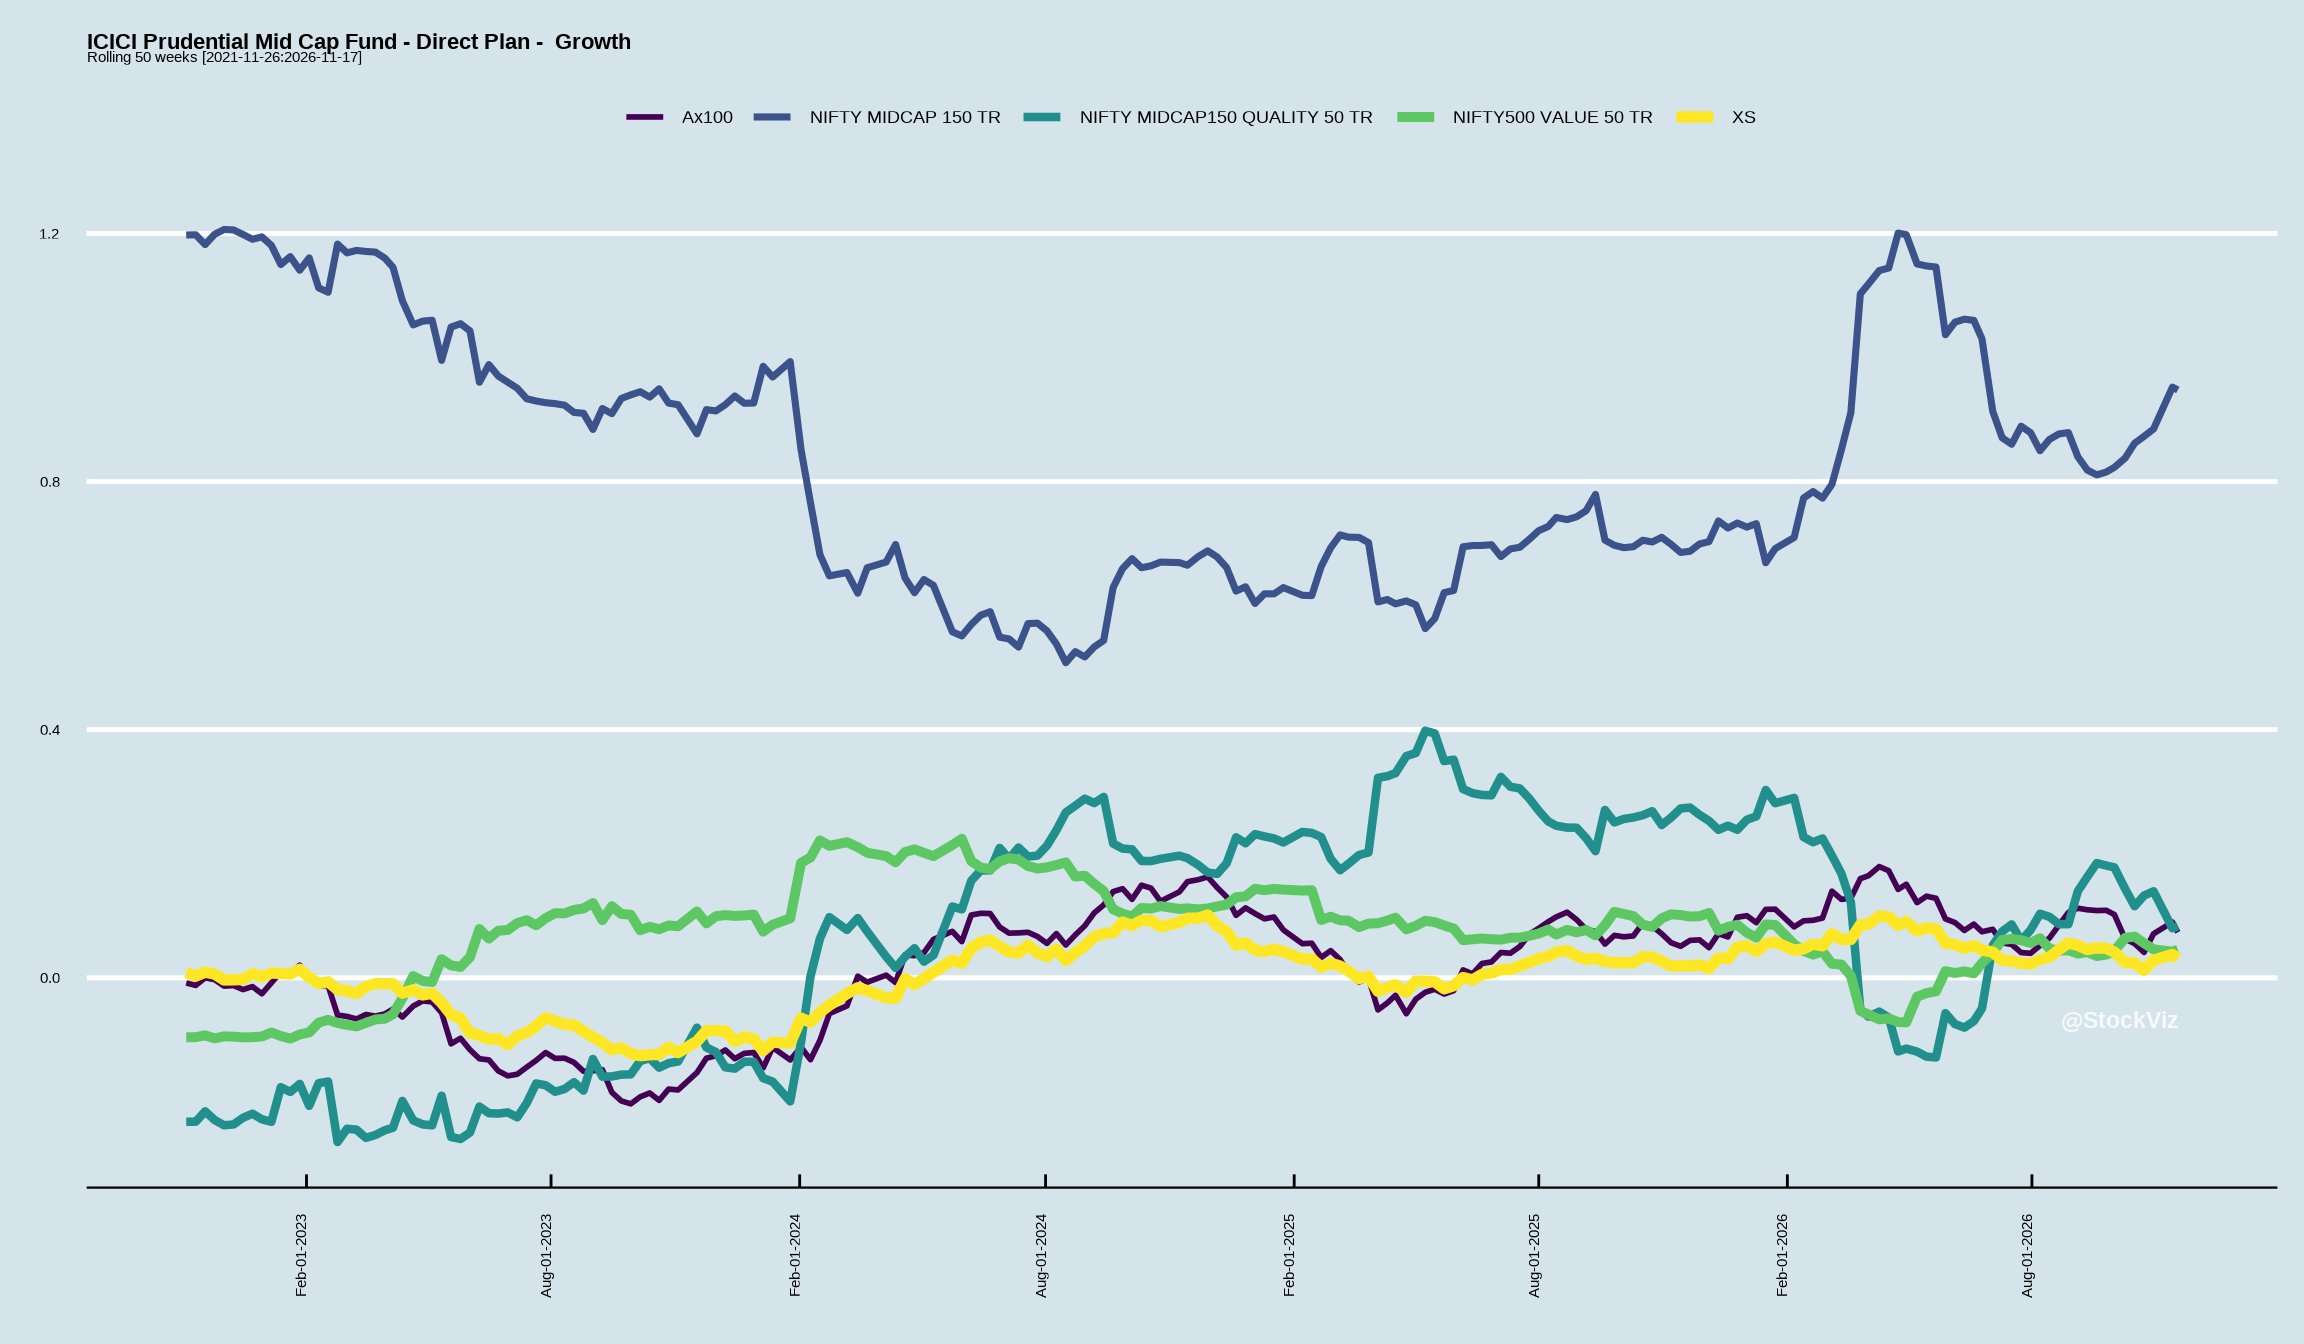 ICICI Prudential Mid Cap Fund - Direct Plan -  Growth
Rolling 50 weeks [2021-11-26:2026-11-17]
Ax100 NIFTY MIDCAP 150 TR NIFTY MIDCAP150 QUALITY 50 TR NIFTY500 VALUE 50 TR XS
1.2
0.8
0.4
0.0
@StockViz
Feb-01-2023 Aug-01-2023 Feb-01-2024 Aug-01-2024 Feb-01-2025 Aug-01-2025 Feb-01-2026 Aug-01-2026